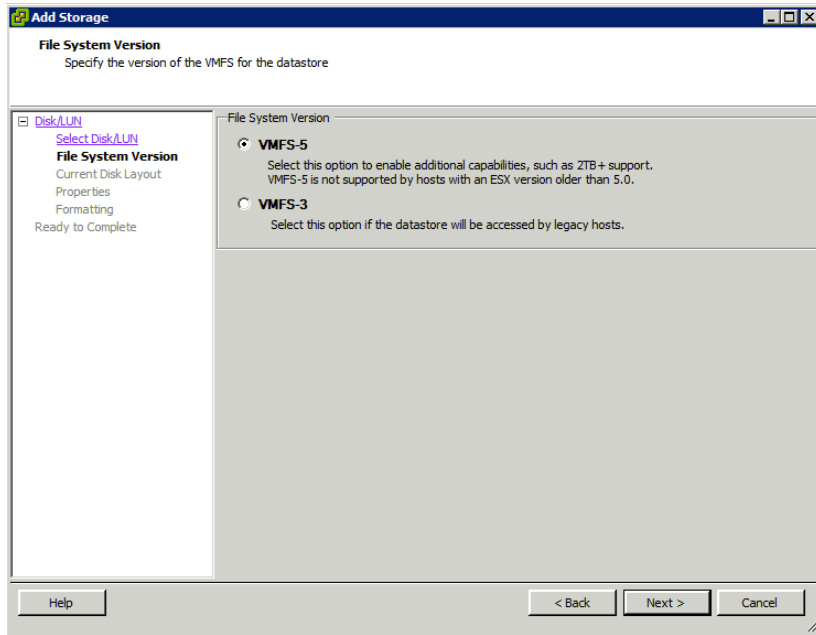 Add Storage
File System Version
Specify the version of the VMFS for the datastore
Disk/LUN
Select Disk/LUN
File System Version
Current Disk Layout
Properties
Formatting
Ready to Complete
File System Version
VMFS-5
Select this option to enable additional capabilities, such as 2TB+ support.
VMFS-5 is not supported by hosts with an ESX version older than 5.0.
VMFS-3
Select this option if the datastore will be accessed by legacy hosts.
Help
< Back
Next >
Cancel